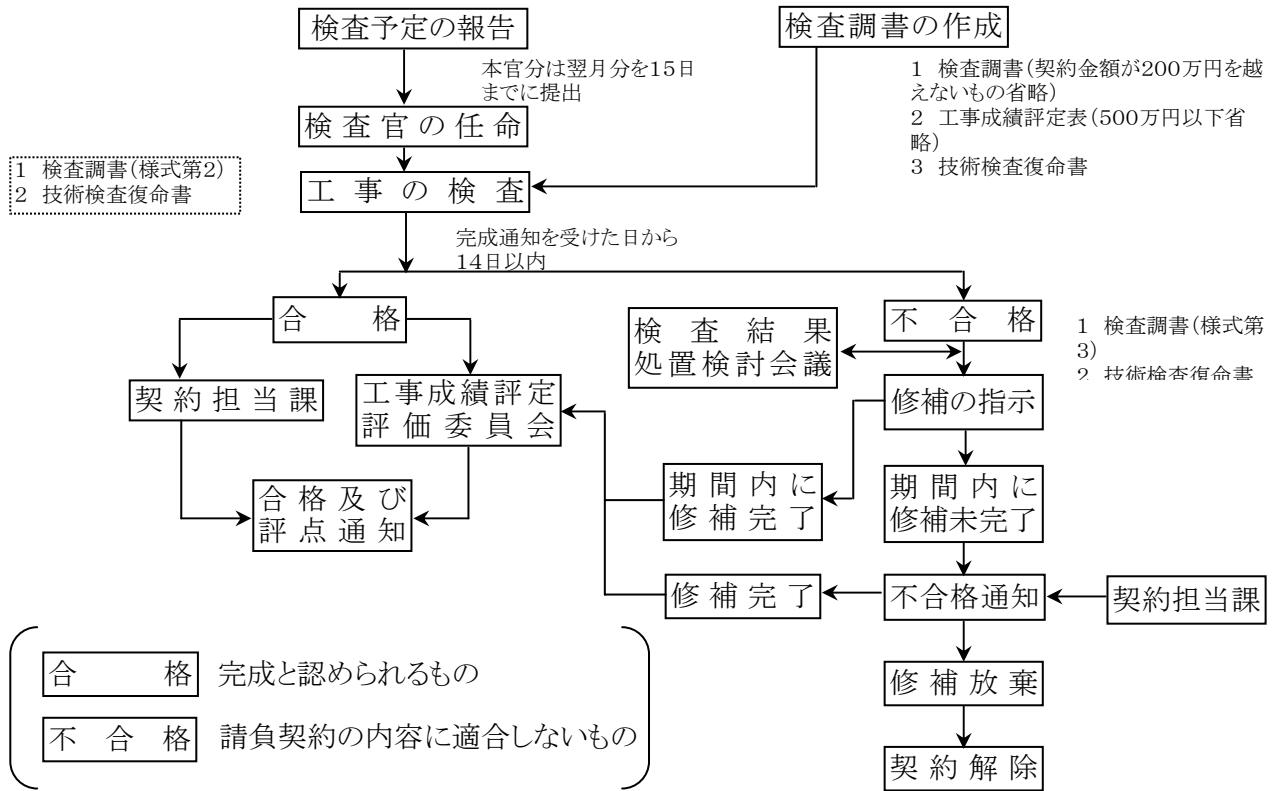 検査予定の報告
検査調書の作成
本官分は翌月分を15日
までに提出
1 検査調書(契約金額が200万円を越
えないもの省略)
2 工事成績評定表(500万円以下省
略)
3 技術検査復命書
検査官の任命
1 検査調書(様式第2)
2 技術検査復命書
工事の検査
完成通知を受けた日から
14日以内
合格
不合格
検査結果
処置検討会議
1 検査調書(様式第
3)
2 技術検査復命書
契約担当課
工事成績評定
評価委員会
修補の指示
合格及び
評点通知
期間内に
修補完了
期間内に
修補未完了
修補完了
不合格通知
契約担当課
合格 完成と認められるもの
不合格 請負契約の内容に適合しないもの
修補放棄
契約解除